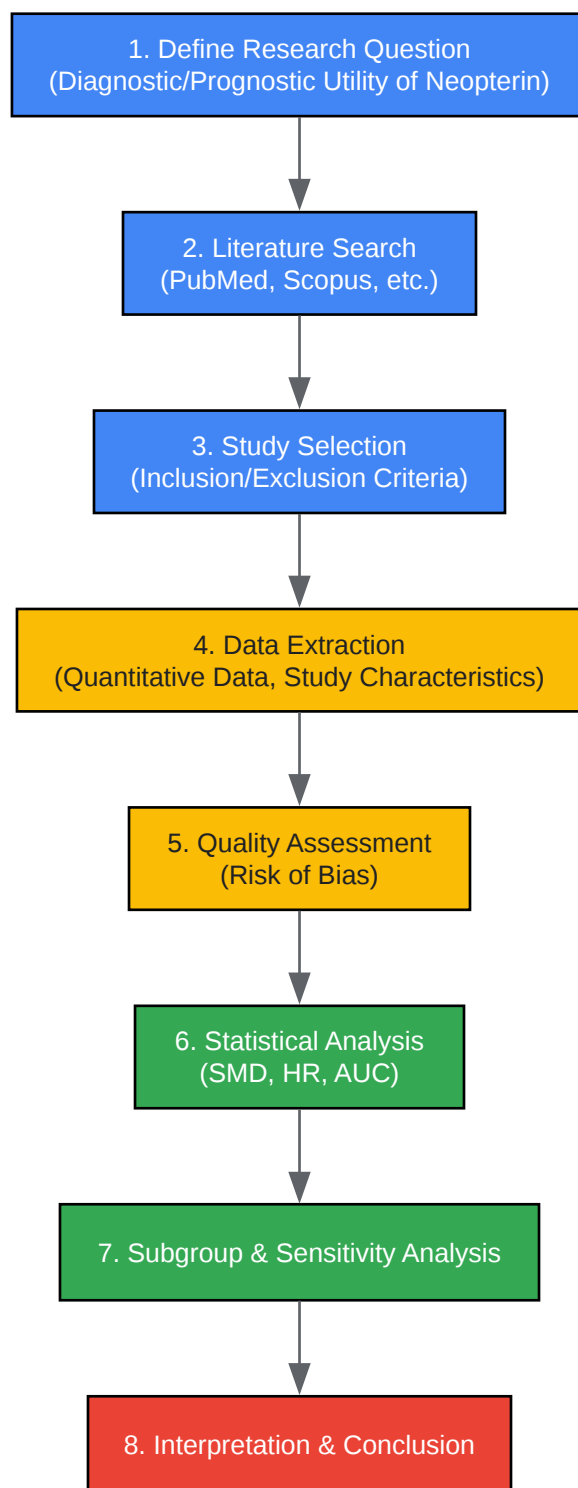 1. Define Research Question
(Diagnostic/Prognostic Utility of Neopterin)
2. Literature Search
(PubMed, Scopus, etc.)
3. Study Selection
(Inclusion/Exclusion Criteria)
4. Data Extraction
(Quantitative Data, Study Characteristics)
5. Quality Assessment
(Risk of Bias)
6. Statistical Analysis
(SMD, HR, AUC)
7. Subgroup & Sensitivity Analysis
8. Interpretation & Conclusion